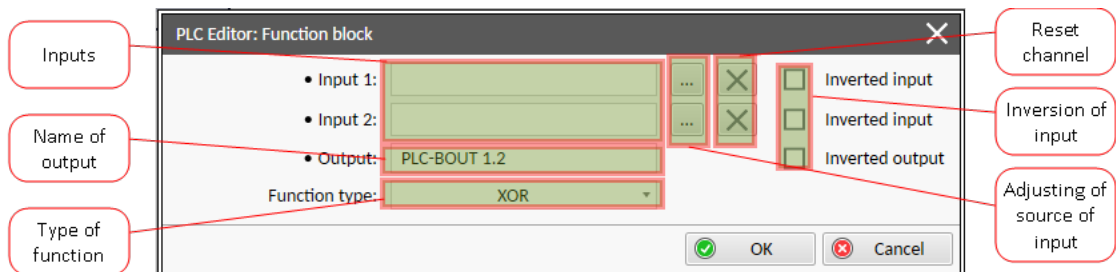 PLC Editor: Function block
Inputs
Reset
channel
• Input 1:
...
Inverted input
• Input 2:
...
Inverted input
Inversion of
input
Name of
output
• Output:
PLC-BOUT 1.2
Inverted output
Function type:
XOR
Adjusting of
source of
input
Type of
function
OK
Cancel